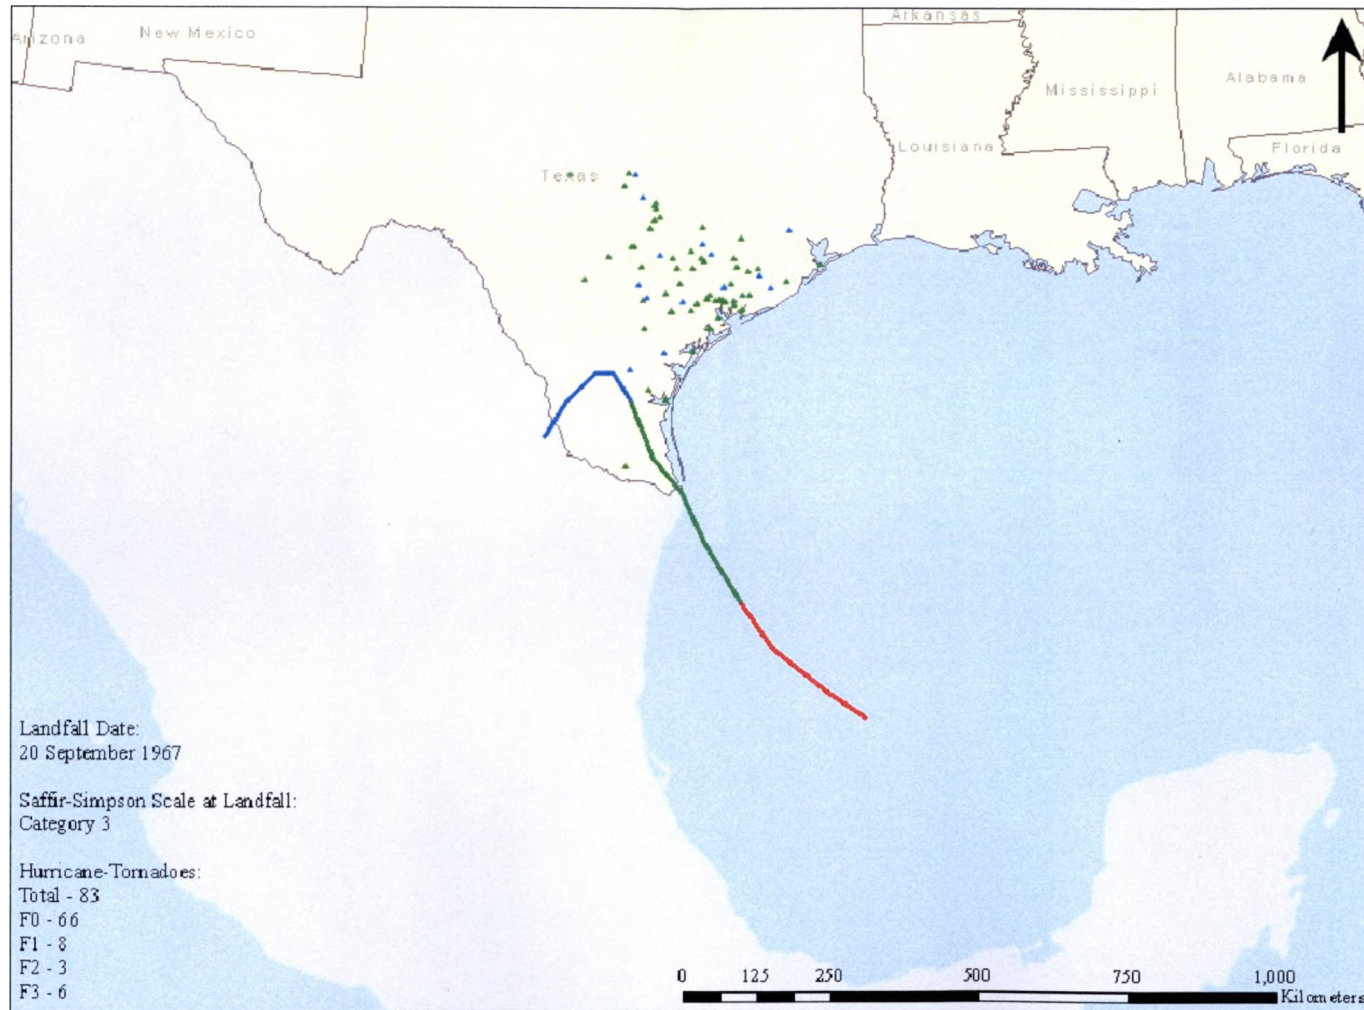 Arkansas
Arizona
New Mexico
Mississippi
Alabama
Louisiana
Florida
Texas
Landfall Date:
20 September 1967
Saffir-Simpson Scale at Landfall:
Category 3
Hurricane-Tornadoes:
Total - 83
F0 - 66
F1 - 8
F2 - 3
F3 - 6
0 125 250 500 750 1,000
Kilometers